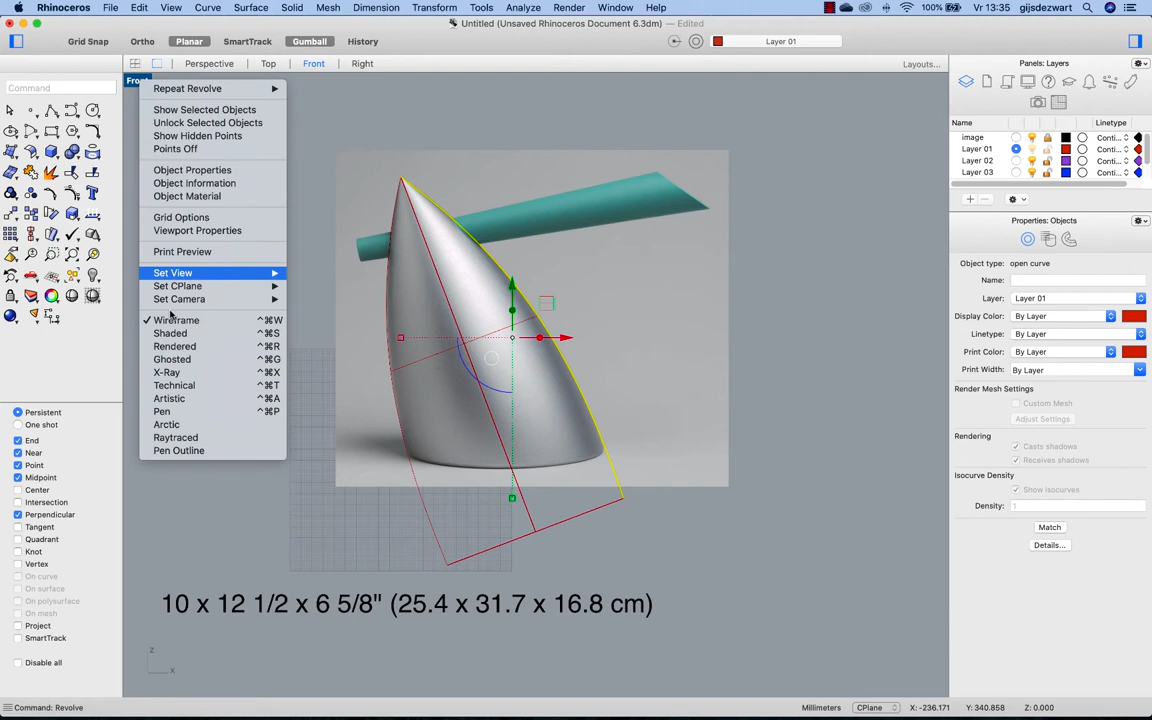 Rhinoceros File Edit View Curve Surface Solid Mesh Dimension Transform Tools Analyze Render Window Help 100% Vr 13:35 gijsdezwart
Untitled (Unsaved Rhinoceros Document 6.3dm) — Edited
Grid Snap Ortho Planar SmartTrack Gumball History Layer 01
Perspective Top Front Right Layouts...
Panels: Layers
Command
Front
Repeat Revolve
Show Selected Objects
Unlock Selected Objects
Show Hidden Points
Points Off
Object Properties
Object Information
Object Material
Grid Options
Viewport Properties
Print Preview
Set View
Set CPlane
Set Camera
✓ Wireframe ^⌘W
Shaded ^⌘S
Rendered ^⌘R
Ghosted ^⌘G
X-Ray ^⌘X
Technical ^⌘T
Artistic ^⌘A
Pen ^⌘P
Arctic
Raytraced
Pen Outline
Persistent
One shot
End
Near
Point
Midpoint
Center
Intersection
Perpendicular
Tangent
Quadrant
Knot
Vertex
On curve
On surface
On polysurface
On mesh
Project
SmartTrack
Disable all
10 x 12 1/2 x 6 5/8" (25.4 x 31.7 x 16.8 cm)
z
x
Name Linetype
image Conti...
Layer 01 Conti...
Layer 02 Conti...
Layer 03 Conti...
Properties: Objects
Object type: open curve
Name:
Layer: Layer 01
Display Color: By Layer
Linetype: By Layer
Print Color: By Layer
Print Width: By Layer
Render Mesh Settings
Custom Mesh
Adjust Settings
Rendering
Casts shadows
Receives shadows
Isocurve Density
Show isocurves
Density: 1
Match
Details...
Command: Revolve Millimeters CPlane X: -236.171 Y: 340.858 Z: 0.000